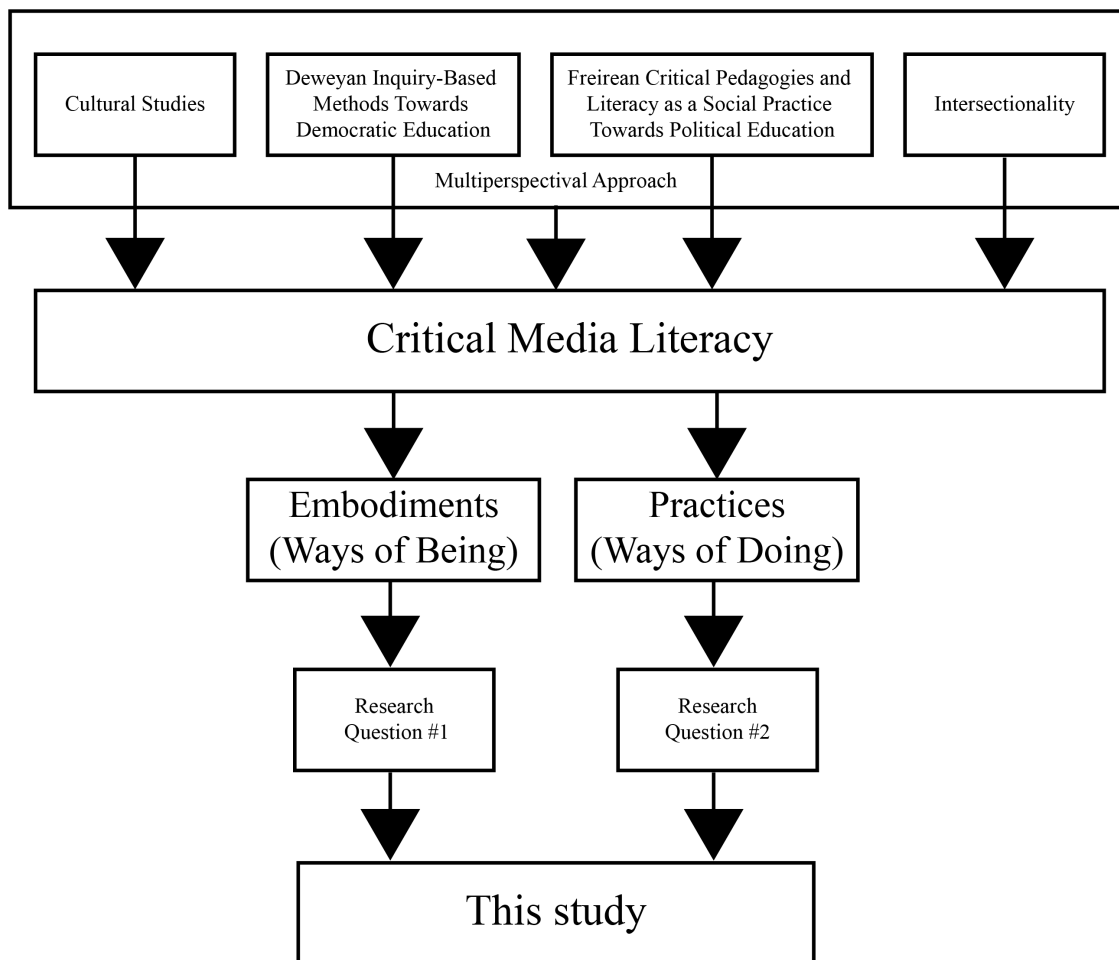 Cultural Studies
Deweyan Inquiry-Based
Methods Towards
Democratic Education
Freirean Critical Pedagogies and
Literacy as a Social Practice
Towards Political Education
Intersectionality
Multiperspectival Approach
Critical Media Literacy
Embodiments
(Ways of Being)
Practices
(Ways of Doing)
Research
Question #1
Research
Question #2
This study